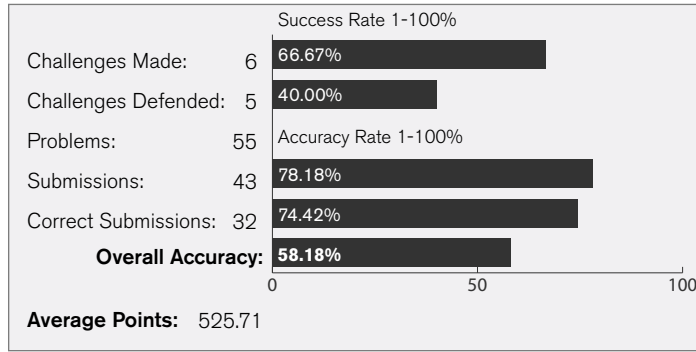 Success Rate 1-100%
Challenges Made: 6 66.67%
Challenges Defended: 5 40.00%
Problems: 55 Accuracy Rate 1-100%
Submissions: 43 78.18%
Correct Submissions: 32 74.42%
Overall Accuracy: 58.18%
0 50 100
Average Points: 525.71